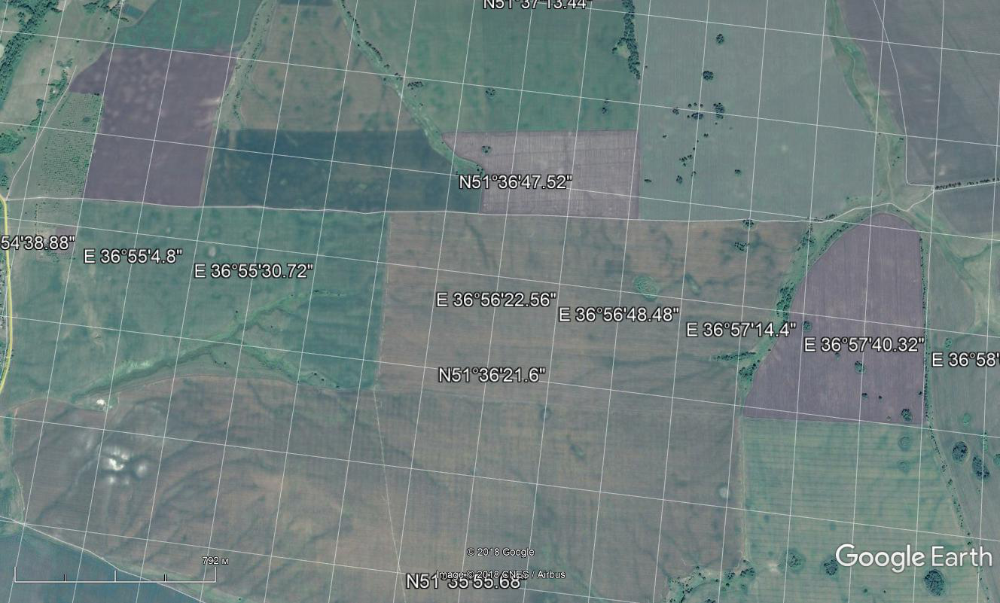 N51°37'13.44"
N51°36'47.52"
54'38.88"
E 36°55'4.8"
E 36°55'30.72"
E 36°56'22.56"
E 36°56'48.48"
E 36°57'14.4"
E 36°57'40.32"
E 36°58'
N51°36'21.6"
© 2018 Google
Google Earth
792 м
Image © 2018 CNES / Airbus
N51°35'55.68"